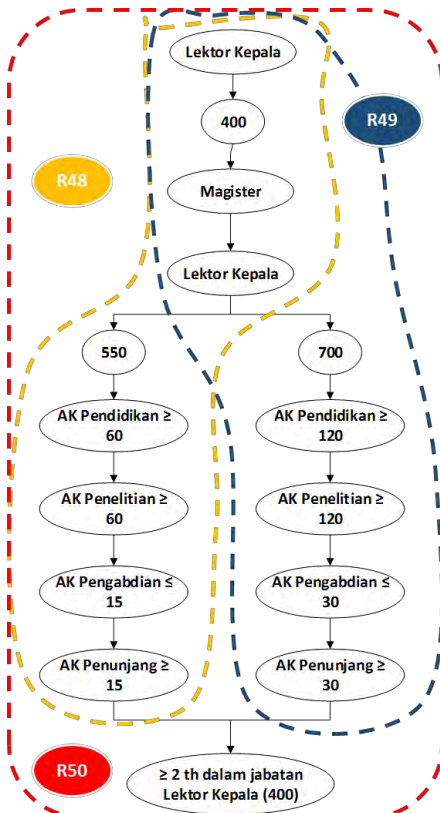 Lektor Kepala
400
R49
R48
Magister
Lektor Kepala
550
700
AK Pendidikan ≥
60
AK Pendidikan ≥
120
AK Penelitian ≥
60
AK Penelitian ≥
120
AK Pengabdian ≤
15
AK Pengabdian ≤
30
AK Penunjang ≥
15
AK Penunjang ≥
30
R50
≥ 2 th dalam jabatan
Lektor Kepala (400)